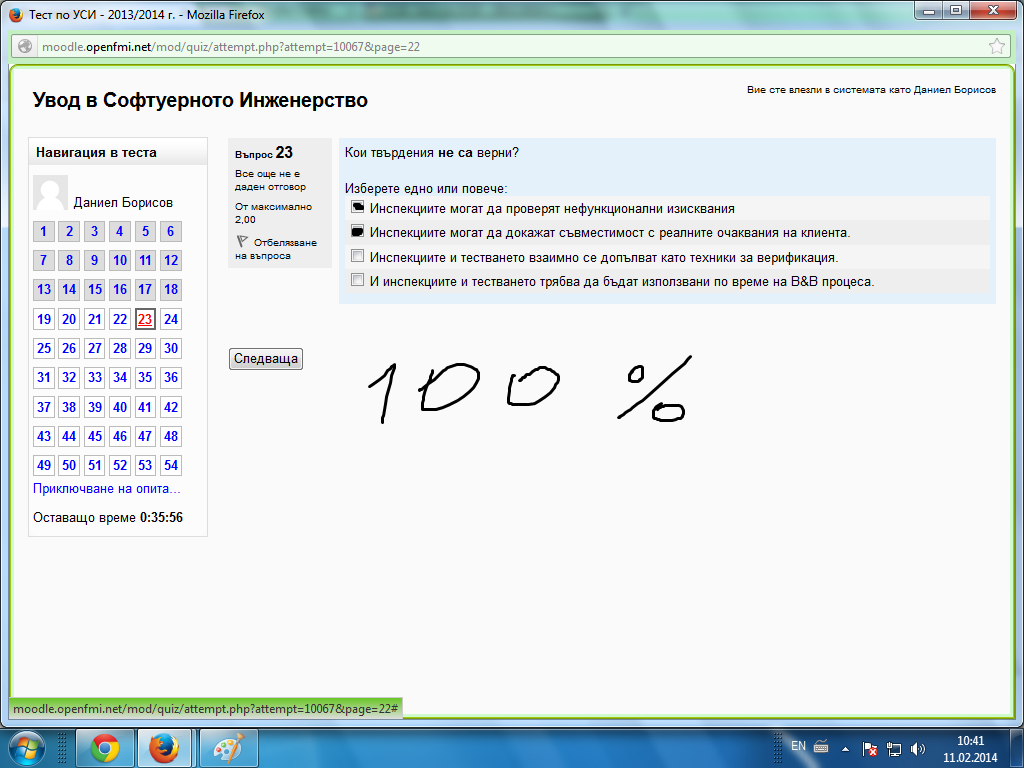 Тест по УСИ - 2013/2014 г. - Mozilla Firefox
moodle.openfmi.net/mod/quiz/attempt.php?attempt=10067&page=22
Увод в Софтуерното Инженерство
Вие сте влезли в системата като Даниел Борисов
Навигация в теста
Даниел Борисов
1 2 3 4 5 6
7 8 9 10 11 12
13 14 15 16 17 18
19 20 21 22 23 24
25 26 27 28 29 30
31 32 33 34 35 36
37 38 39 40 41 42
43 44 45 46 47 48
49 50 51 52 53 54
Приключване на опита...
Оставащо време 0:35:56
Въпрос 23
Все още не е
даден отговор
От максимално
2,00
Отбелязване
на въпроса
Кои твърдения не са верни?
Изберете едно или повече:
Инспекциите могат да проверят нефункционални изисквания
Инспекциите могат да докажат съвместимост с реалните очаквания на клиента.
Инспекциите и тестването взаимно се допълват като техники за верификация.
И инспекциите и тестването трябва да бъдат използвани по време на В&В процеса.
Следваща
100 %
moodle.openfmi.net/mod/quiz/attempt.php?attempt=10067&page=22#
EN
10:41
11.02.2014